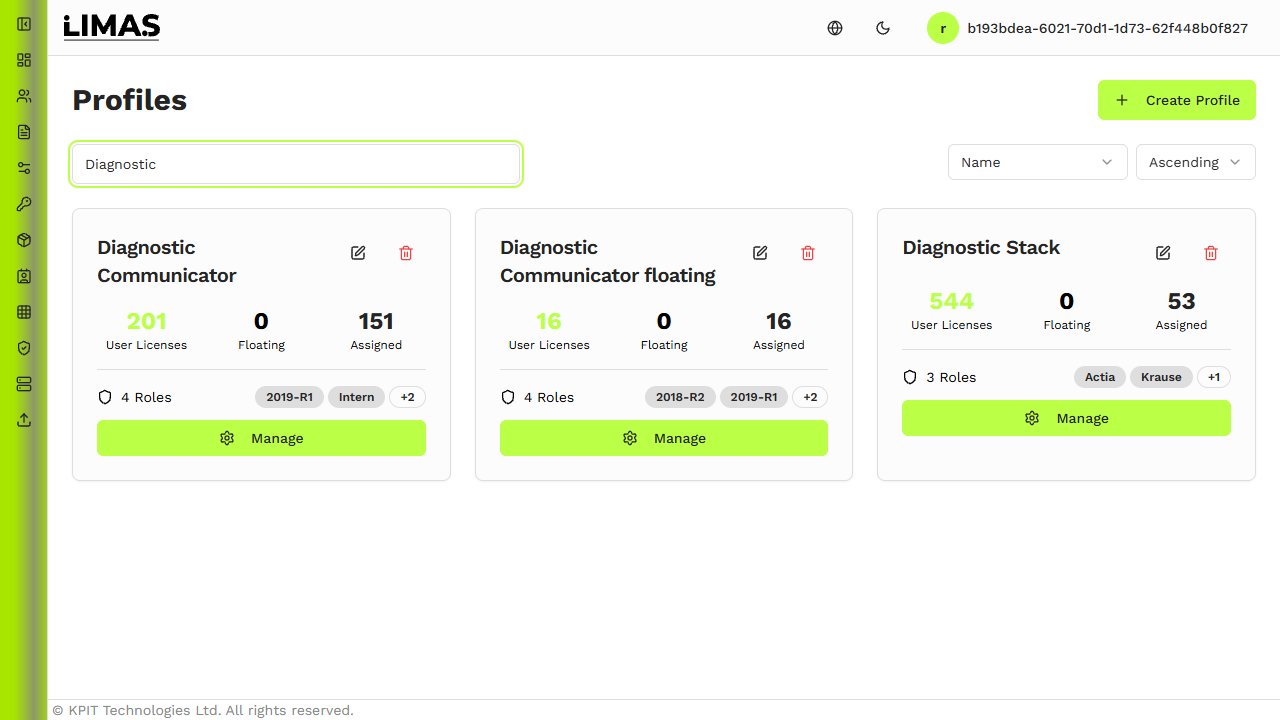 LIMAS
r
b193bdea-6021-70d1-1d73-62f448b0f827
Profiles
Create Profile
Diagnostic
Name
Ascending
Diagnostic
Communicator
201
0
151
User Licenses
Floating
Assigned
4 Roles
2019-R1
Intern
+2
Manage
Diagnostic
Communicator floating
16
0
16
User Licenses
Floating
Assigned
4 Roles
2018-R2
2019-R1
+2
Manage
Diagnostic Stack
544
0
53
User Licenses
Floating
Assigned
3 Roles
Actia
Krause
+1
Manage
© KPIT Technologies Ltd. All rights reserved.